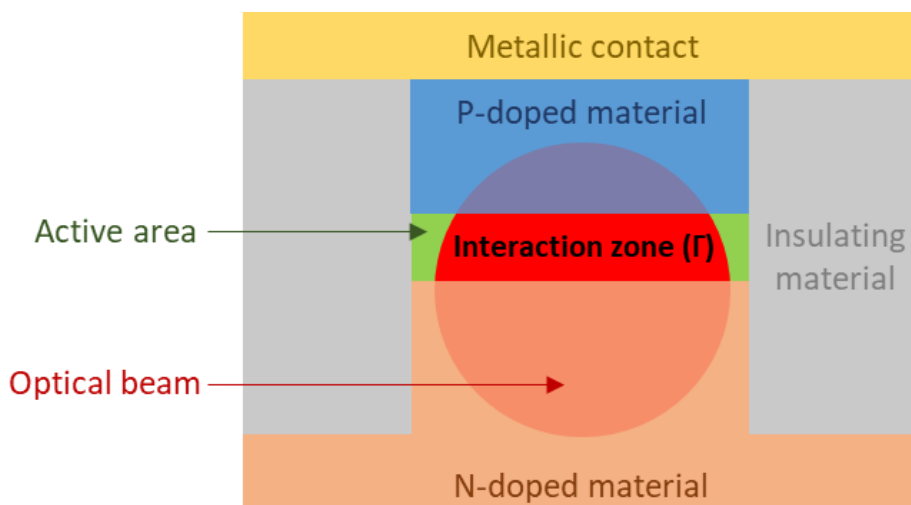 Metallic contact
P-doped material
Active area
Interaction zone (Γ)
Insulating
material
Optical beam
N-doped material